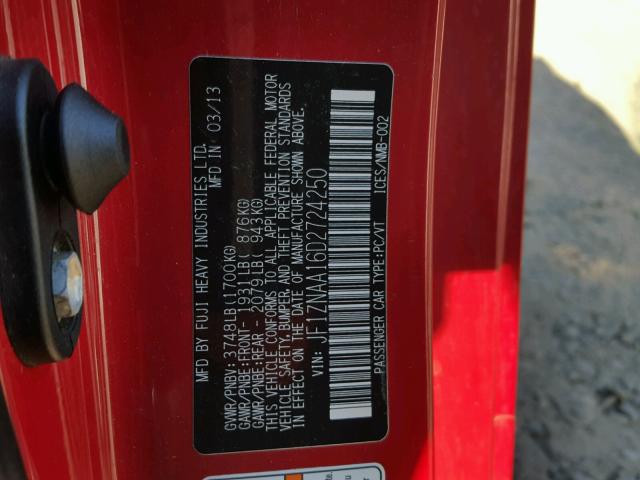 MFD BY FUJI HEAVY INDUSTRIES LTD.
MFD IN 03/13
GVWR/PNBV: 3748LB(1700KG)
GAWR/PNBE:FRONT- 1931LB( 876KG)
GAWR/PNBE:REAR - 2079LB( 943KG)
THIS VEHICLE CONFORMS TO ALL APPLICABLE FEDERAL MOTOR
VEHICLE SAFETY, BUMPER, AND THEFT PREVENTION STANDARDS
IN EFFECT ON THE DATE OF MANUFACTURE SHOWN ABOVE.
VIN: JF1ZNAA16D2724250
PASSENGER CAR TYPE:PC/VT ICES/NMB-002